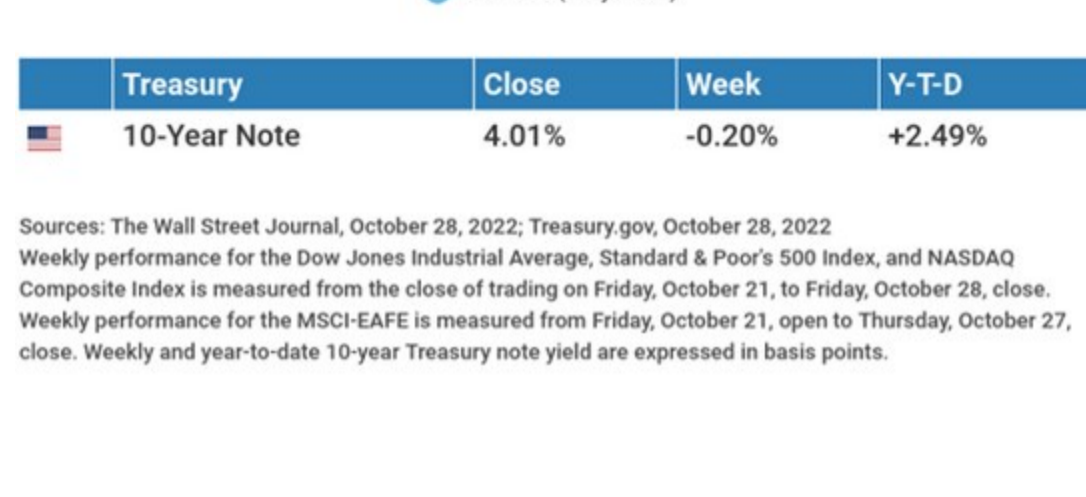 Treasury Close Week Y-T-D
10-Year Note 4.01% -0.20% +2.49%
Sources: The Wall Street Journal, October 28, 2022; Treasury.gov, October 28, 2022
Weekly performance for the Dow Jones Industrial Average, Standard & Poor's 500 Index, and NASDAQ
Composite Index is measured from the close of trading on Friday, October 21, to Friday, October 28, close.
Weekly performance for the MSCI-EAFE is measured from Friday, October 21, open to Thursday, October 27,
close. Weekly and year-to-date 10-year Treasury note yield are expressed in basis points.